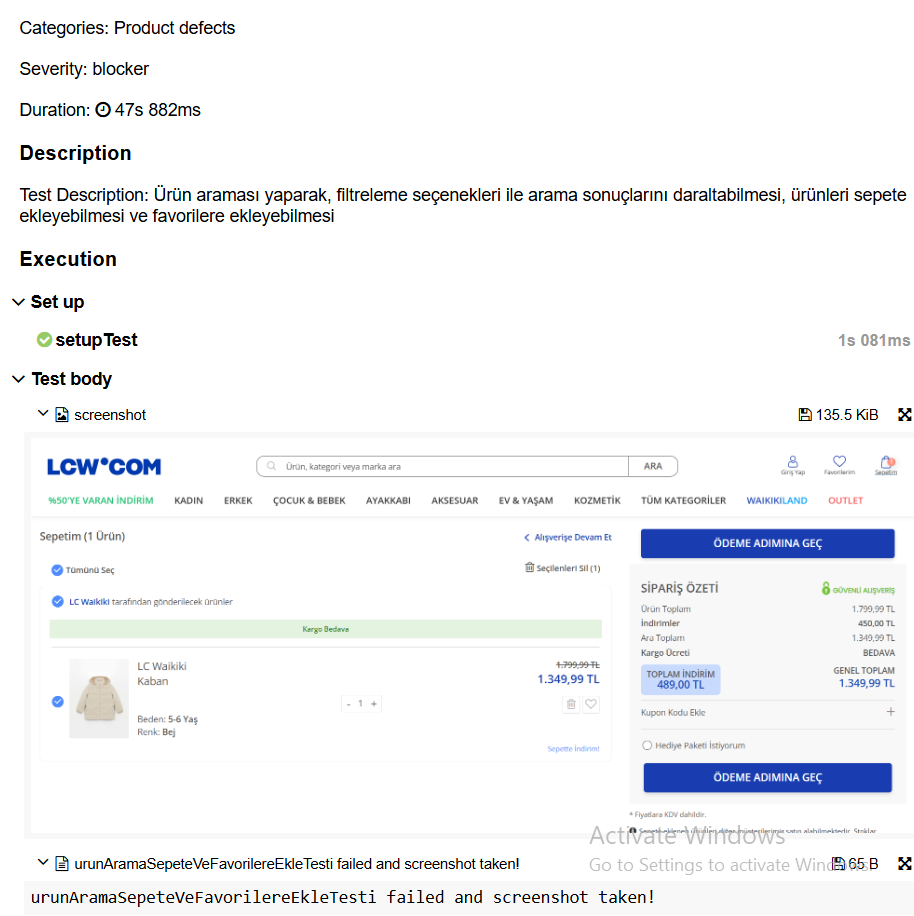 Categories: Product defects
Severity: blocker
Duration: 47s 882ms
Description
Test Description: Ürün araması yaparak, filtreleme seçenekleri ile arama sonuçlarını daraltabilmesi, ürünleri sepete
ekleyebilmesi ve favorilere ekleyebilmesi
Execution
Set up
setupTest 1s 081ms
Test body
screenshot 135.5 KiB
LCW•COM Ürün, kategori veya marka ara ARA Giriş Yap Favorilerim Sepetim
%50'YE VARAN İNDİRİM KADIN ERKEK ÇOCUK & BEBEK AYAKKABI AKSESUAR EV & YAŞAM KOZMETİK TÜM KATEGORİLER WAIKIKILAND OUTLET
Sepetim (1 Ürün) Alışverişe Devam Et
Tümünü Seç Seçilenleri Sil (1)
LC Waikiki tarafından gönderilecek ürünler
Kargo Bedava
LC Waikiki 1.799,99 TL
Kaban 1.349,99 TL
- 1 +
Beden: 5-6 Yaş
Renk: Bej
Sepette İndirim!
ÖDEME ADIMINA GEÇ
SİPARİŞ ÖZETİ GÜVENLİ ALIŞVERİŞ
Ürün Toplam 1.799,99 TL
İndirimler 450,00 TL
Ara Toplam 1.349,99 TL
Kargo Ücreti BEDAVA
TOPLAM İNDİRİM GENEL TOPLAM
489,00 TL 1.349,99 TL
Kupon Kodu Ekle +
Hediye Paketi İstiyorum
ÖDEME ADIMINA GEÇ
* Fiyatlara KDV dahildir.
Sepete eklenen ürünleri diğer müşterilerimiz satın alabilmektedir. Stoklar
Activate Windows
Go to Settings to activate Windows.
urunAramaSepeteVeFavorilereEkleTesti failed and screenshot taken! 65 B
urunAramaSepeteVeFavorilereEkleTesti failed and screenshot taken!